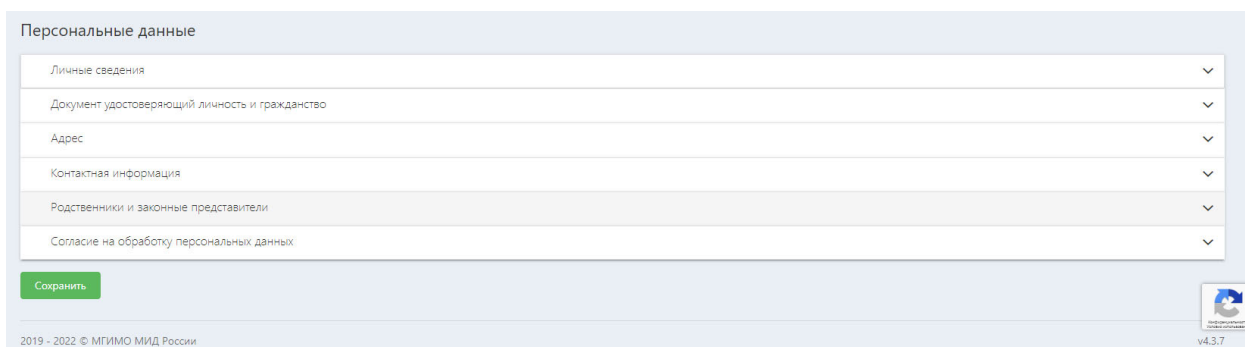 Персональные данные
Личные сведения
Документ удостоверяющий личность и гражданство
Адрес
Контактная информация
Родственники и законные представители
Согласие на обработку персональных данных
Сохранить
2019 - 2022 © МГИМО МИД России
v4.3.7